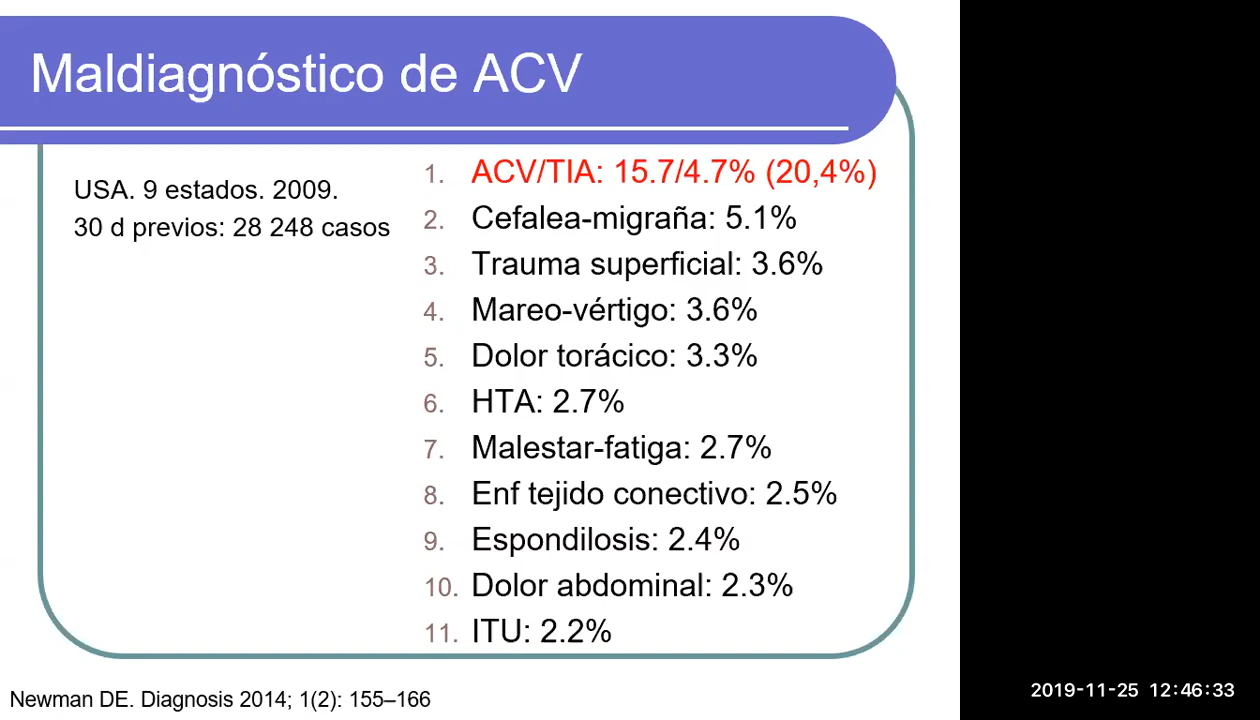 Maldiagnóstico de ACV
USA. 9 estados. 2009.
30 d previos: 28 248 casos
1. ACV/TIA: 15.7/4.7% (20,4%)
2. Cefalea-migraña: 5.1%
3. Trauma superficial: 3.6%
4. Mareo-vértigo: 3.6%
5. Dolor torácico: 3.3%
6. HTA: 2.7%
7. Malestar-fatiga: 2.7%
8. Enf tejido conectivo: 2.5%
9. Espondilosis: 2.4%
10. Dolor abdominal: 2.3%
11. ITU: 2.2%
Newman DE. Diagnosis 2014; 1(2): 155–166
2019-11-25 12:46:33